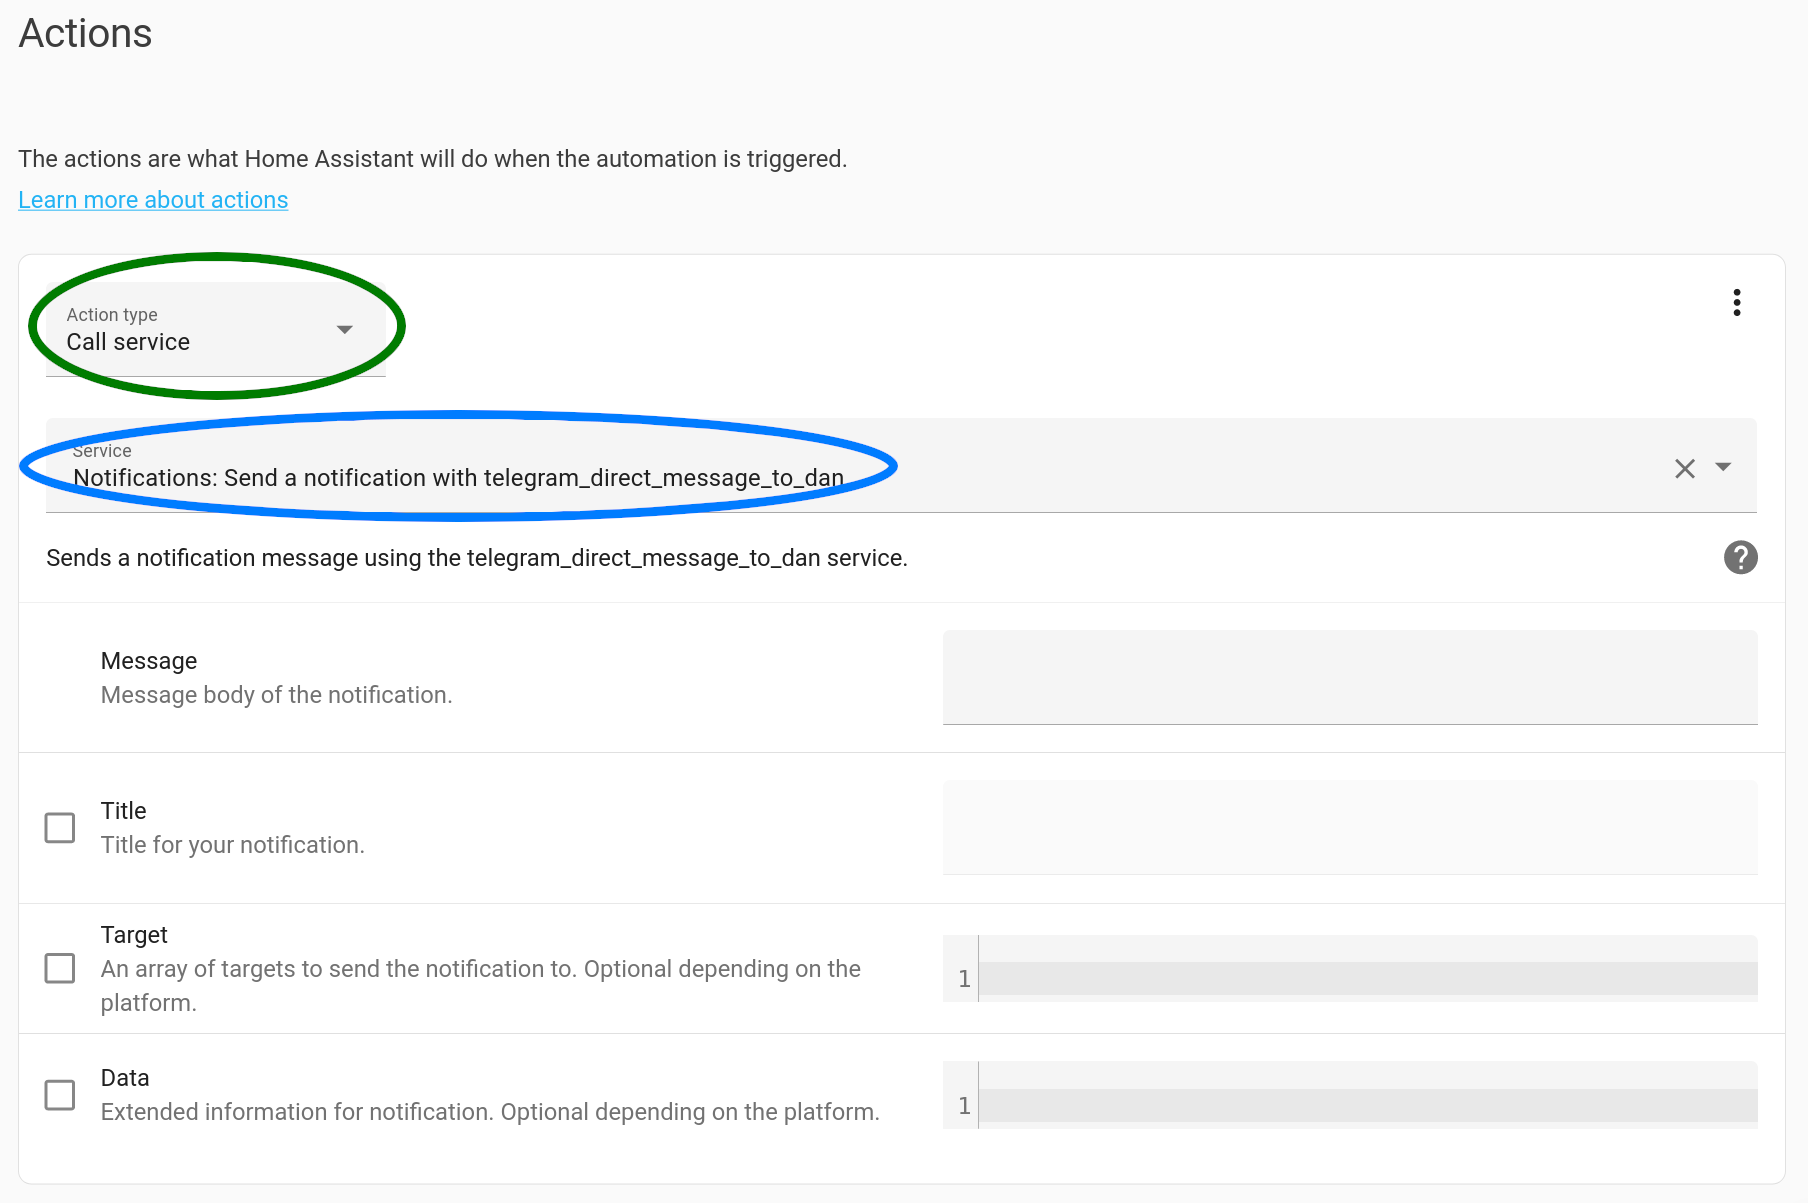 Actions
The actions are what Home Assistant will do when the automation is triggered.
Learn more about actions
Action type
Call service
Service
Notifications: Send a notification with telegram_direct_message_to_dan
Sends a notification message using the telegram_direct_message_to_dan service.
Message
Message body of the notification.
Title
Title for your notification.
Target
An array of targets to send the notification to. Optional depending on the
platform.
1
Data
Extended information for notification. Optional depending on the platform.
1